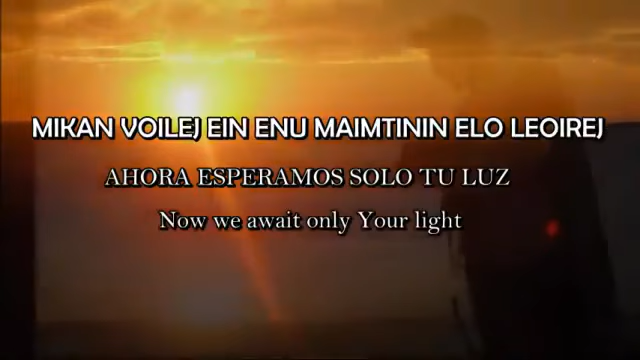 MIKAN VOILEJ EIN ENU MAIMTININ ELO LEOIREJ
AHORA ESPERAMOS SOLO TU LUZ
Now we await only Your light